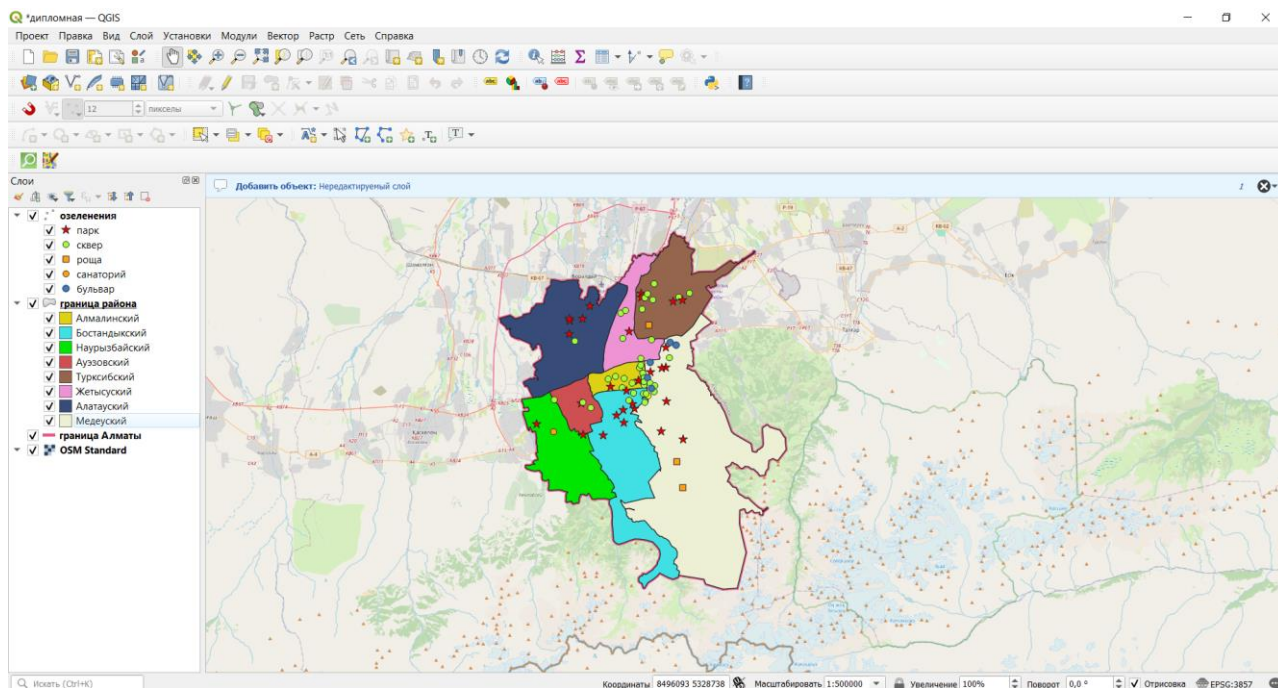 *дипломная — QGIS
Проект Правка Вид Слой Установки Модули Вектор Растр Сеть Справка
12 пикселы
Слои
Добавить объект: Нередактируемый слой 1
озеленения
парк
сквер
роща
санаторий
бульвар
граница района
Алмалинский
Бостандыкский
Наурызбайский
Ауэзовский
Турксибский
Жетысуский
Алатауский
Медеуский
граница Алматы
OSM Standard
Искать (Ctrl+K) Координаты 8496093 5328738 Масштабировать 1:500000 Увеличение 100% Поворот 0,0 ° Отрисовка EPSG:3857